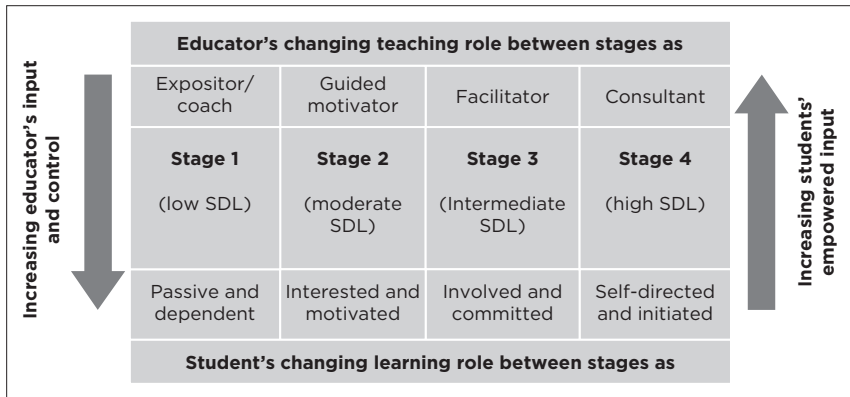 Educator's changing teaching role between stages as
Expositor/
coach
Guided
motivator
Facilitator
Consultant
Stage 1
(low SDL)
Stage 2
(moderate
SDL)
Stage 3
(Intermediate
SDL)
Stage 4
(high SDL)
Passive and
dependent
Interested and
motivated
Involved and
committed
Self-directed
and initiated
Student's changing learning role between stages as
Increasing educator's input
and control
Increasing students'
empowered input